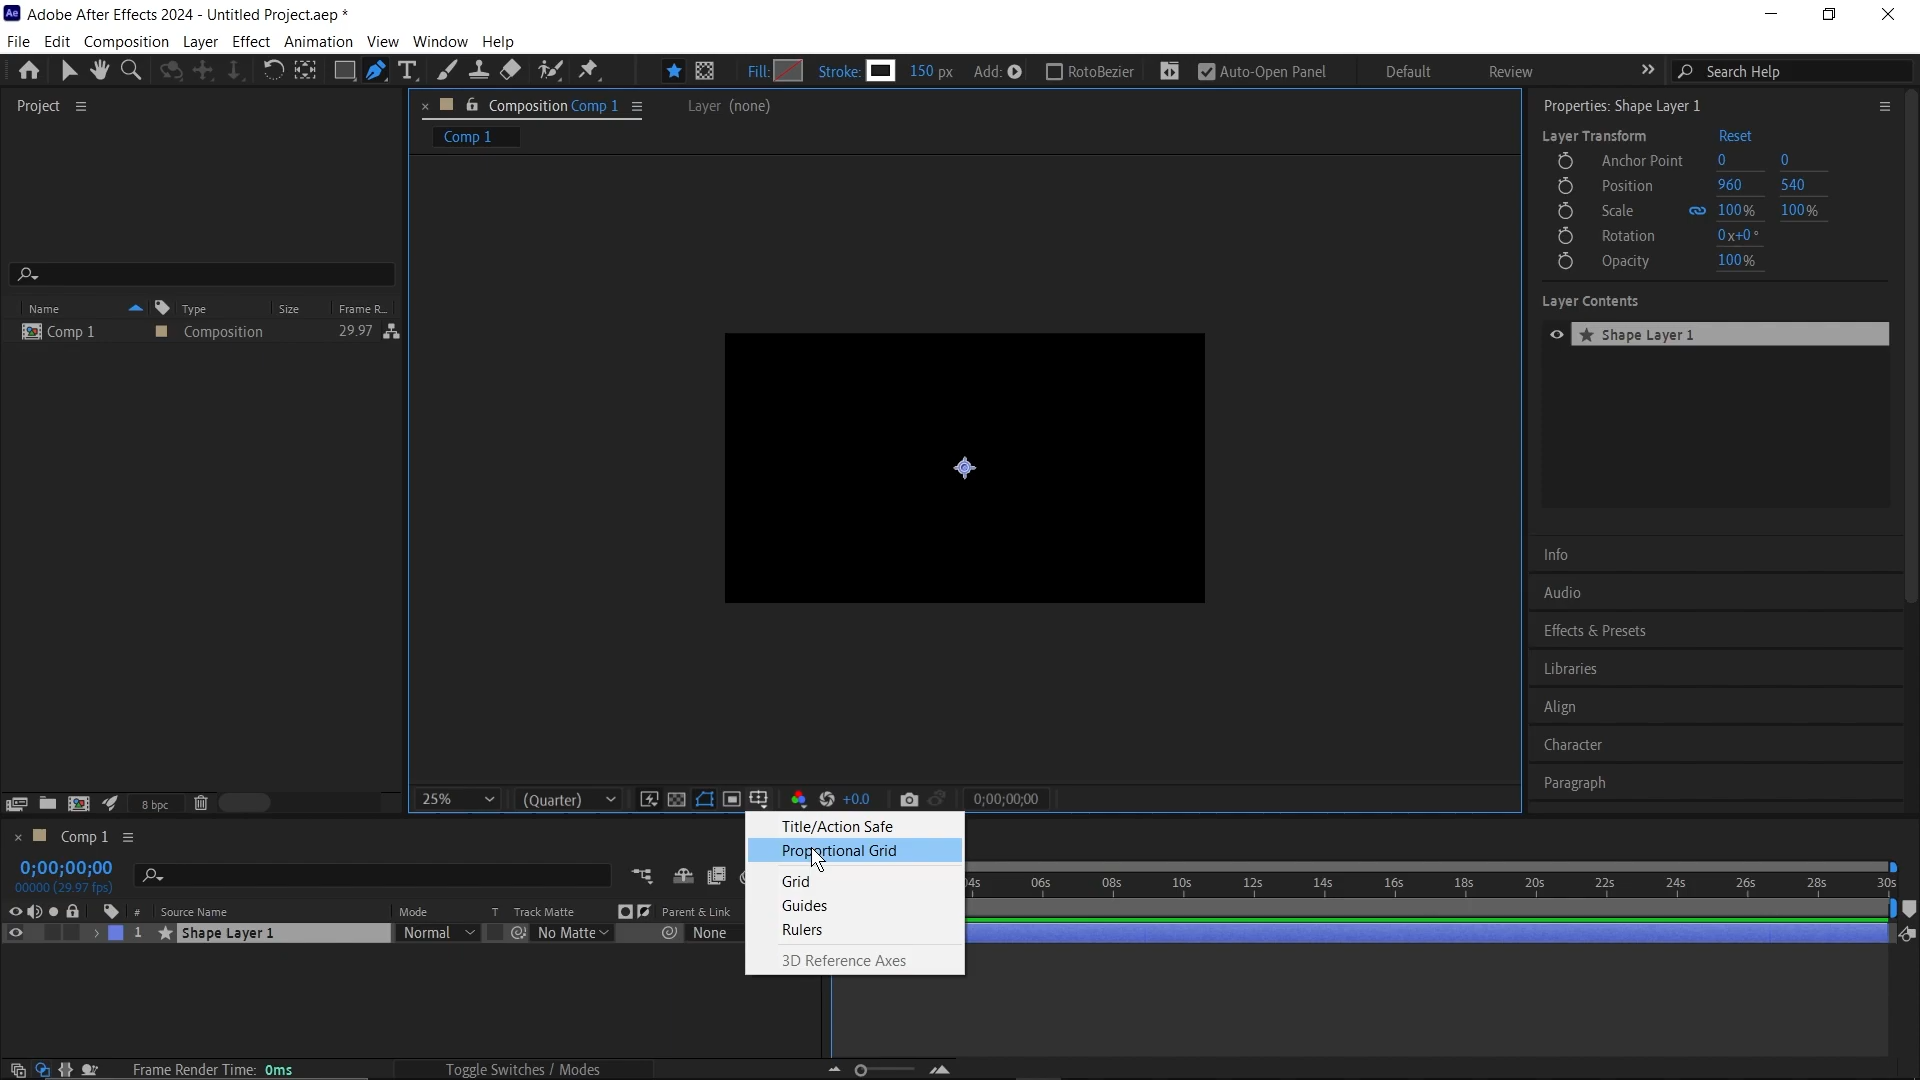 Adobe After Effects 2024 - Untitled Project.aep *
File Edit Composition Layer Effect Animation View Window Help
Fill: Stroke: 150 px Add: RotoBezier Auto-Open Panel Default Review Search Help
Project
Composition Comp 1
Layer (none)
Comp 1
Name Type Size Frame R...
Comp 1 Composition 29.97
8 bpc
25% (Quarter) +0.0 0;00;00;00
Title/Action Safe
Proportional Grid
Grid
Guides
Rulers
3D Reference Axes
Properties: Shape Layer 1
Layer Transform Reset
Anchor Point 0 0
Position 960 540
Scale 100% 100%
Rotation 0x+0°
Opacity 100%
Layer Contents
Shape Layer 1
Info
Audio
Effects & Presets
Libraries
Align
Character
Paragraph
Comp 1
0;00;00;00
00000 (29.97 fps)
04s 06s 08s 10s 12s 14s 16s 18s 20s 22s 24s 26s 28s 30s
# Source Name Mode T Track Matte Parent & Link
1 Shape Layer 1 Normal No Matte None
Frame Render Time: 0ms Toggle Switches / Modes